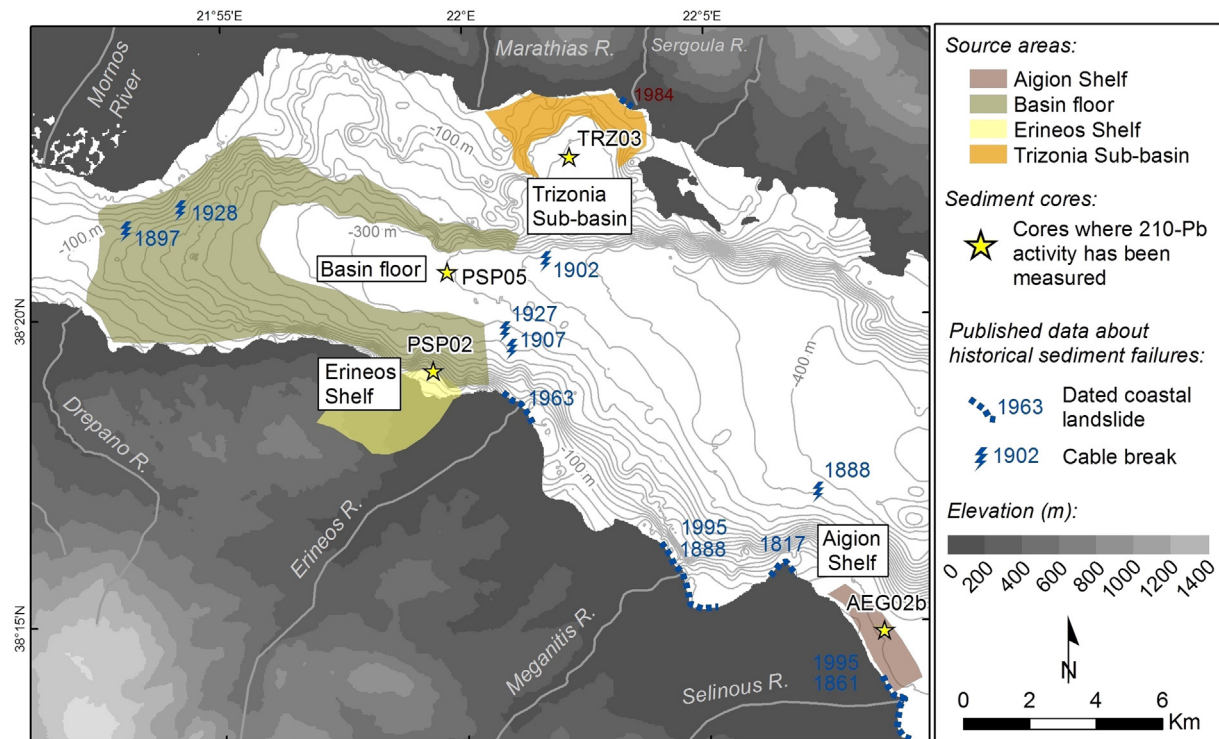 21°55'E
22°E
22°5'E
38°20'N
38°15'N
Mornos
River
Marathias R.
Sergoula R.
1984
-100 m
TRZ03
Trizonia
Sub-basin
1928
1897
-100 m
-300 m
Basin floor
PSP05
1902
1927
1907
PSP02
Erineos
Shelf
1963
-400 m
-100 m
Drepano R.
Erineos R.
1888
1995
1888
1817
Aigion
Shelf
AEG02b
Meganitis R.
1995
1861
Selinous R.
Source areas:
Aigion Shelf
Basin floor
Erineos Shelf
Trizonia Sub-basin
Sediment cores:
Cores where 210-Pb
activity has been
measured
Published data about
historical sediment failures:
1963
Dated coastal
landslide
1902
Cable break
Elevation (m):
0
200
400
600
800
1000
1200
1400
N
0 2 4 6
Km